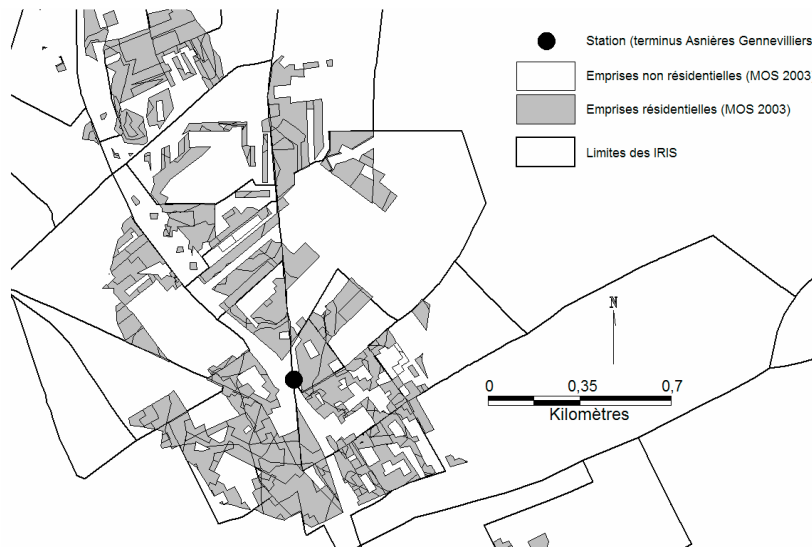 Station (terminus Asnières Gennevilliers
Emprises non résidentielles (MOS 2003
Emprises résidentielles (MOS 2003)
Limites des IRIS
N
0 0,35 0,7
Kilomètres